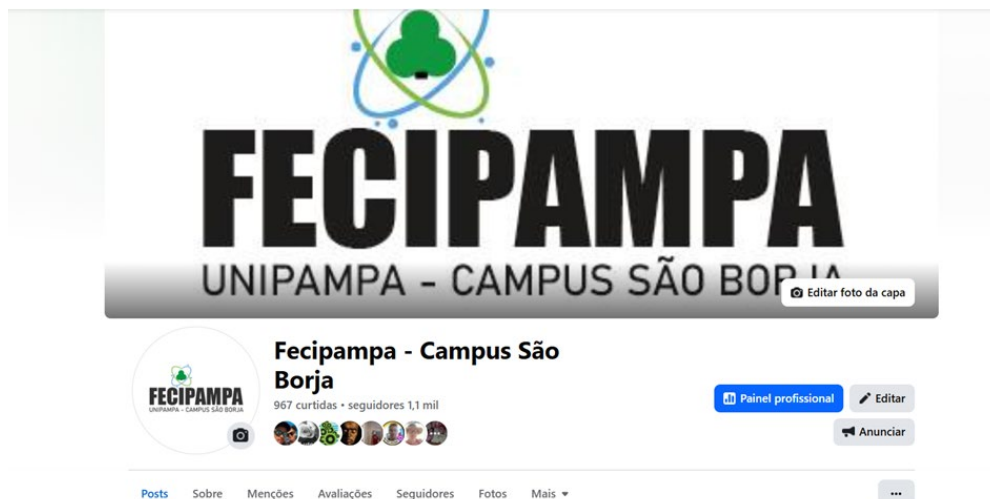 FECIPAMPA
UNIPAMPA - CAMPUS SÃO BORJA
Editar foto da capa
FECIPAMPA
UNIPAMPA - CAMPUS SÃO BORJA
Fecipampa - Campus São
Borja
967 curtidas • seguidores 1,1 mil
Painel profissional
Editar
Anunciar
Posts Sobre Menções Avaliações Seguidores Fotos Mais